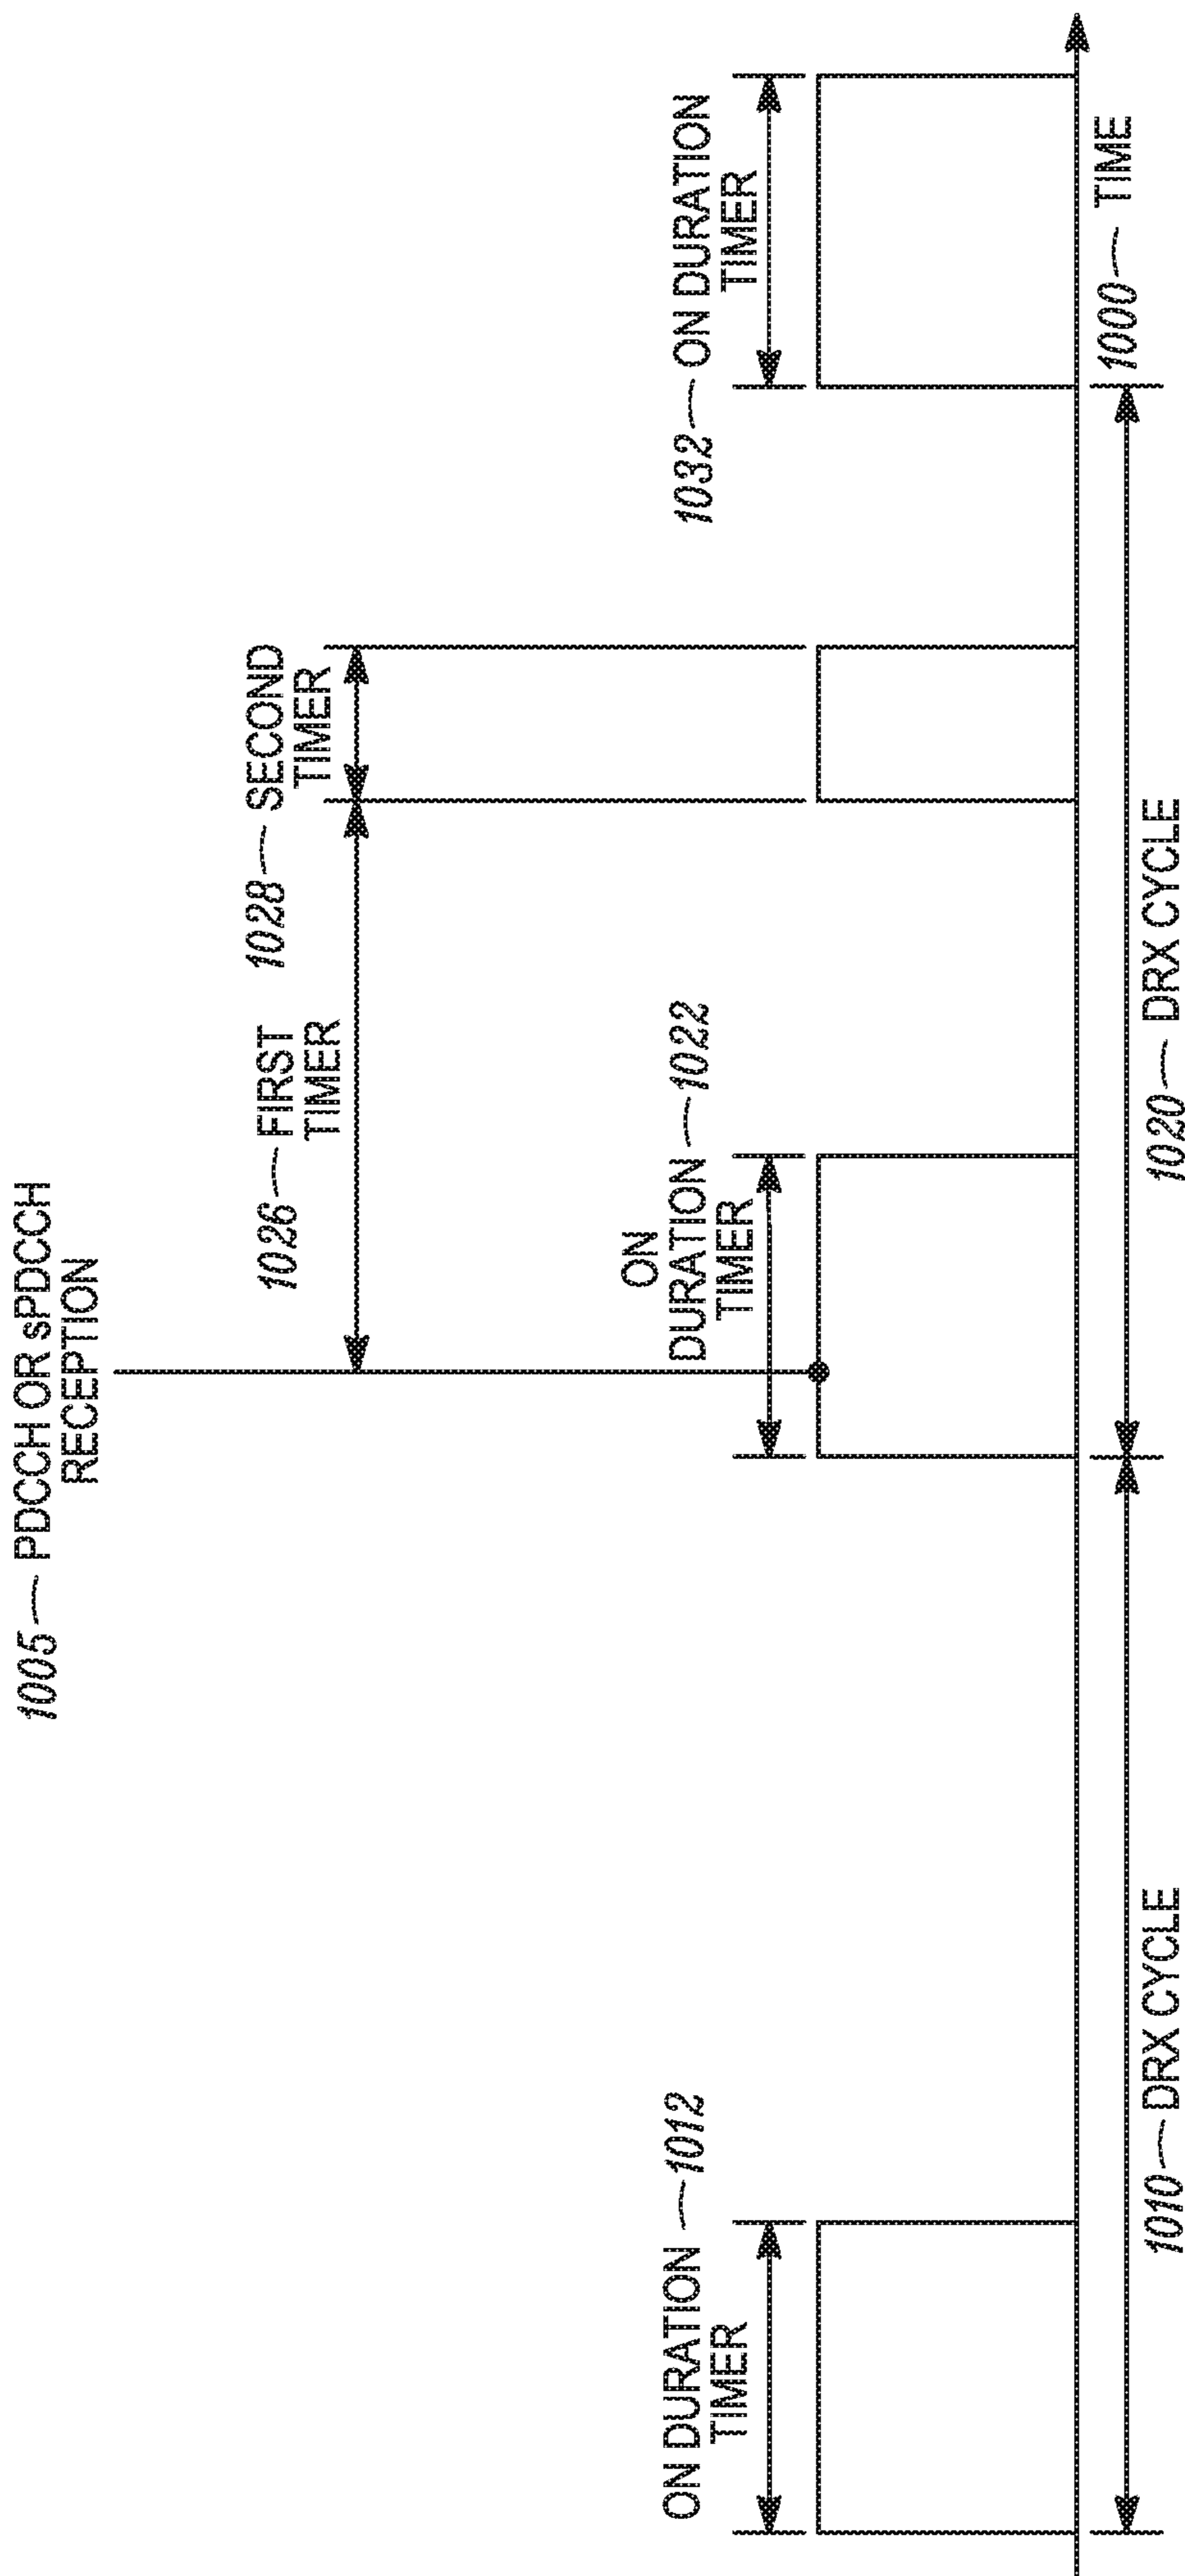 1005 PDCCH OR sPDCCH
RECEPTION
1026 FIRST
TIMER
1028 SECOND
TIMER
ON DURATION 1012
TIMER
ON
DURATION 1022
TIMER
1032 ON DURATION
TIMER
1000 TIME
1010 DRX CYCLE
1020 DRX CYCLE